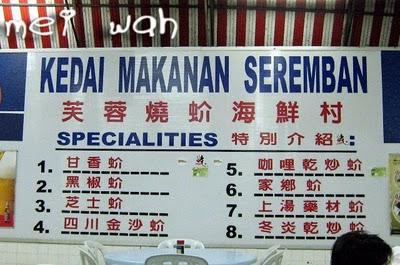 mei wah
KEDAI MAKANAN SEREMBAN
芙蓉燒蚧海鮮村
SPECIALITIES 特別介紹:
1. 甘香蚧
2. 黑椒蚧
3. 芝士蚧
4. 四川金沙蚧
5. 咖哩乾炒蚧
6. 家鄉蚧
7. 上湯藥材蚧
8. 冬炎乾炒蚧